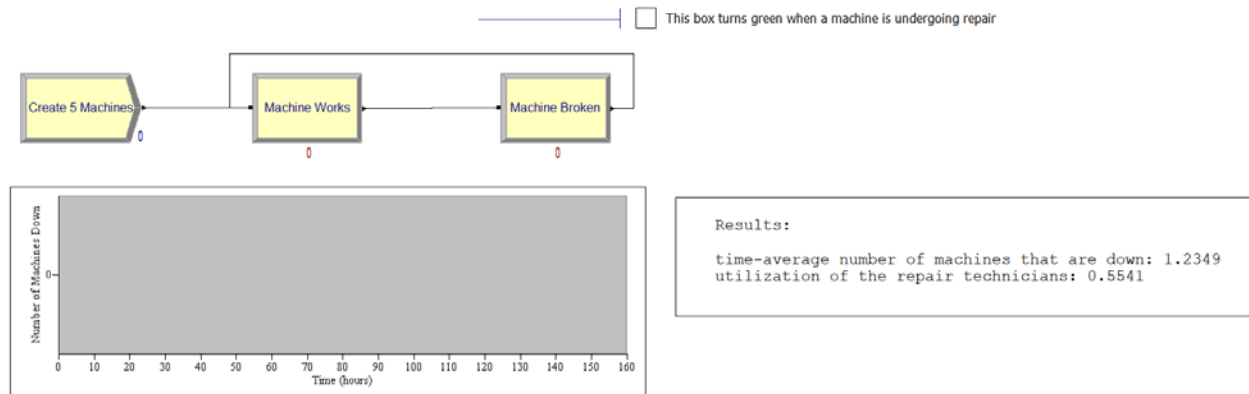 This box turns green when a machine is undergoing repair
Create 5 Machines
Machine Works
Machine Broken
0
0
0
Number of Machines Down
0
0 10 20 30 40 50 60 70 80 90 100 110 120 130 140 150 160
Time (hours)
Results:
time-average number of machines that are down: 1.2349
utilization of the repair technicians: 0.5541